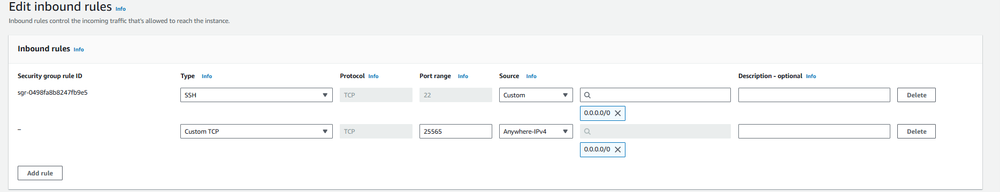 Edit inbound rules Info
Inbound rules control the incoming traffic that's allowed to reach the instance.
Inbound rules Info
Security group rule ID Type Info Protocol Info Port range Info Source Info Description - optional Info
sgr-0498fa8b8247fb9e5 SSH TCP 22 Custom Delete
0.0.0.0/0
– Custom TCP TCP 25565 Anywhere-IPv4 Delete
0.0.0.0/0
Add rule